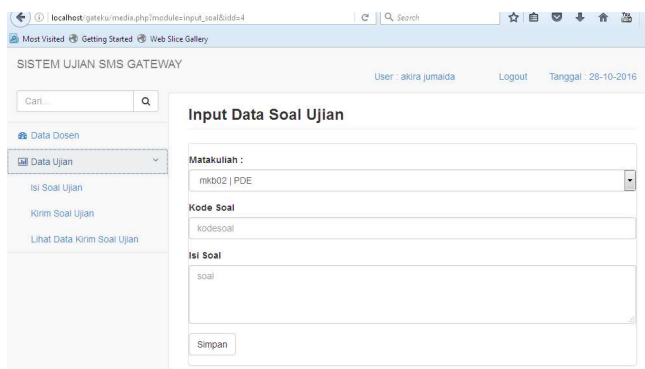 localhost/gateku/media.php?module=input_soal&idd=4
Search
Most Visited Getting Started Web Slice Gallery
SISTEM UJIAN SMS GATEWAY
User : akira jumaida Logout Tanggal : 28-10-2016
Cari...
Input Data Soal Ujian
Data Dosen
Data Ujian
Isi Soal Ujian
Kirim Soal Ujian
Lihat Data Kirim Soal Ujian
Matakuliah :
mkb02 | PDE
Kode Soal
kodesoal
Isi Soal
soal
Simpan